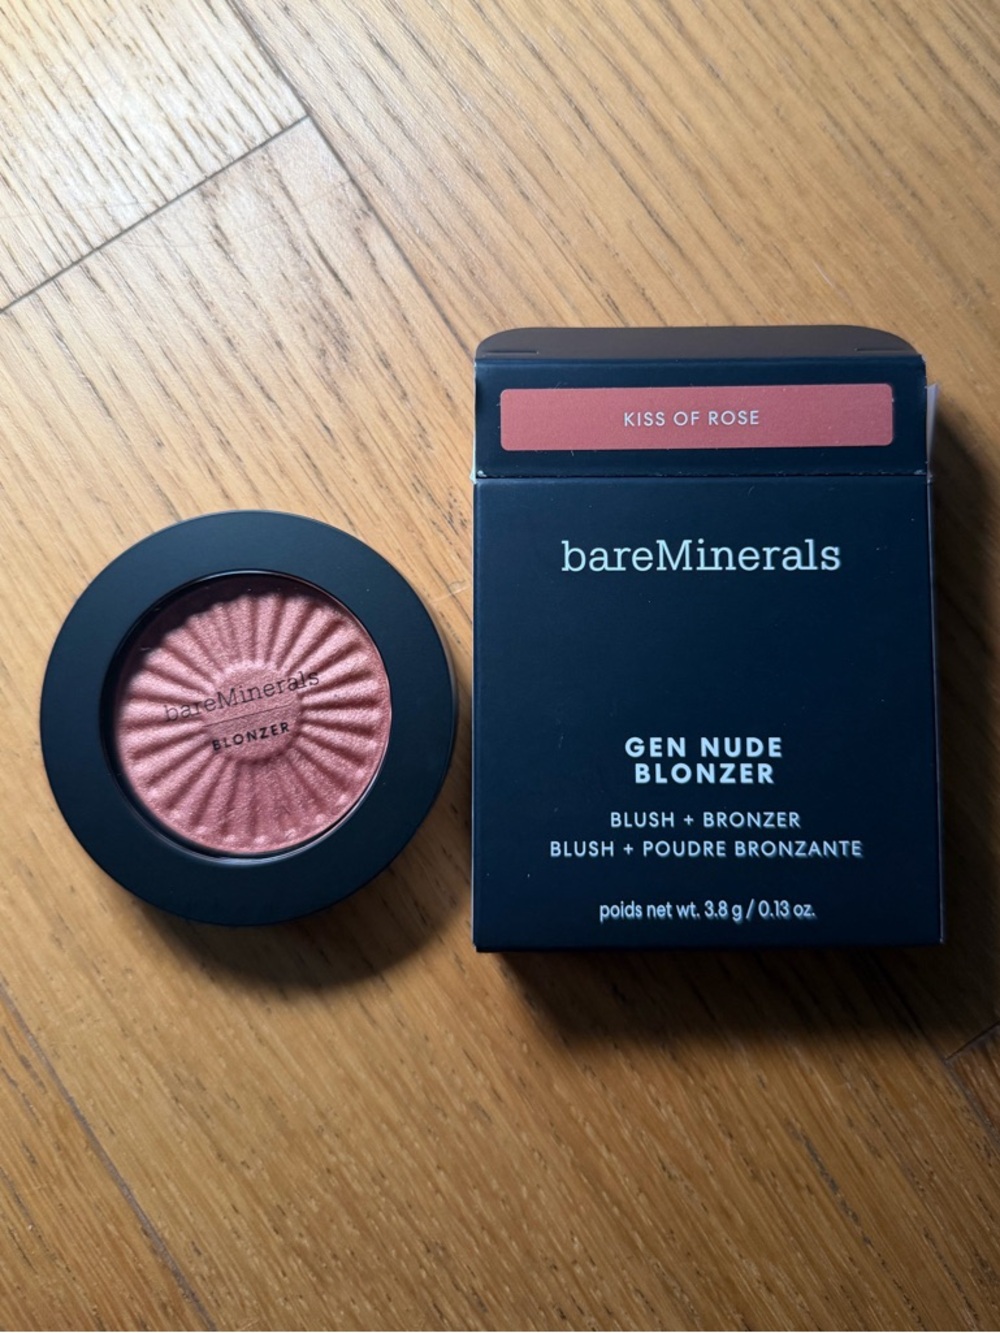 bareMinerals
BLONZER
KISS OF ROSE
bareMinerals
GEN NUDE
BLONZER
BLUSH + BRONZER
BLUSH + POUDRE BRONZANTE
poids net wt. 3.8 g / 0.13 oz.